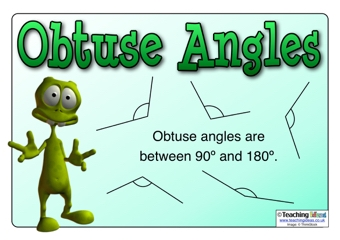 Obtuse Angles
Obtuse angles are
between 90º and 180º.
© Teaching Ideas
www.teachingideas.co.uk